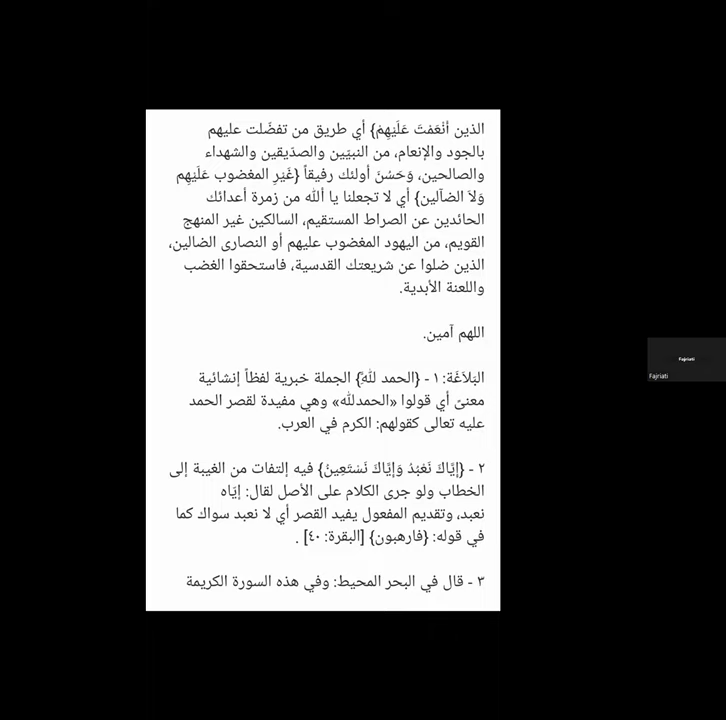 الذين أَنْعَمْتَ عَلَيْهِمْ} أي طريق من تفضّلت عليهم
بالجود والإنعام، من النبيّين والصدّيقين والشهداء
والصالحين، وَحَسُنَ أولئك رفيقاً {غَيْرِ المغضوب عَلَيْهِم
وَلاَ الضآلين} أي لا تجعلنا يا ألله من زمرة أعدائك
الحائدين عن الصراط المستقيم، السالكين غير المنهج
القويم، من اليهود المغضوب عليهم أو النصارى الضالين،
الذين ضلوا عن شريعتك القدسية، فاستحقوا الغضب
واللعنة الأبدية.
اللهم آمين.
البَلاَغَة: ١ - {الحمد للَّهِ} الجملة خبرية لفظاً إنشائية
معنىً أي قولوا «الحمدلله» وهي مفيدة لقصر الحمد
عليه تعالى كقولهم: الكرم في العرب.
٢ - {إِيَّاكَ نَعْبُدُ وَإِيَّاكَ نَسْتَعِينُ} فيه إلتفات من الغيبة إلى
الخطاب ولو جرى الكلام على الأصل لقال: إيّاه
نعبد، وتقديم المفعول يفيد القصر أي لا نعبد سواك كما
في قوله: {فارهبون} [البقرة: ٤٠] .
٣ - قال في البحر المحيط: وفي هذه السورة الكريمة
Fajriati
Fajriati